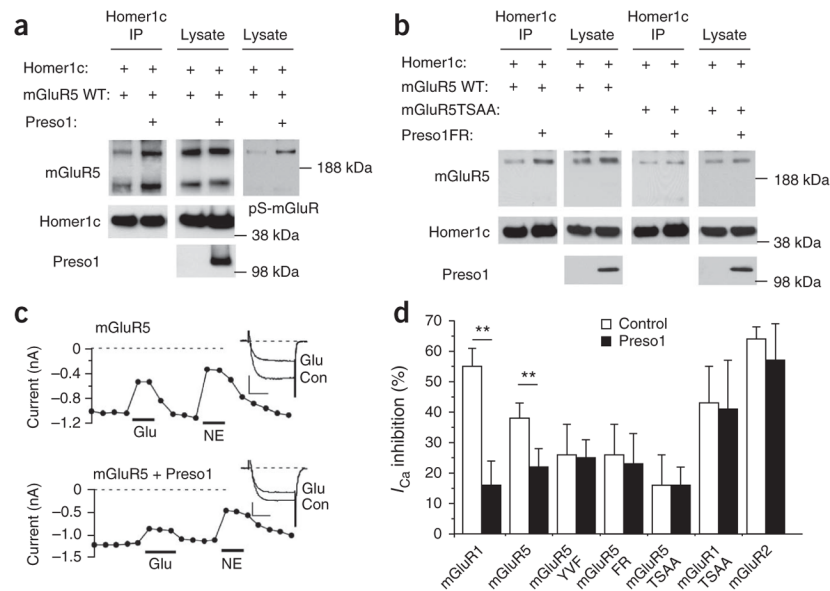 a
Homer1c
IP
Lysate
Lysate
Homer1c: + + + + + +
mGluR5 WT: + + + + + +
Preso1: + + +
mGluR5
188 kDa
pS-mGluR
Homer1c
38 kDa
Preso1
98 kDa
b
Homer1c
IP
Lysate
Homer1c
IP
Lysate
Homer1c: + + + + + + + +
mGluR5 WT: + + + +
mGluR5TSAA: + + + +
Preso1FR: + + + +
mGluR5
188 kDa
Homer1c
38 kDa
Preso1
98 kDa
c
mGluR5
Current (nA)
0
−0.4
−0.8
−1.2
Glu
NE
Glu
Con
mGluR5 + Preso1
Current (nA)
0
−0.5
−1.0
−1.5
Glu
NE
Glu
Con
d
ICa inhibition (%)
70
60
50
40
30
20
10
0
Control
Preso1
**
**
mGluR1
mGluR5
mGluR5
YVF
mGluR5
FR
mGluR5
TSAA
mGluR1
TSAA
mGluR2